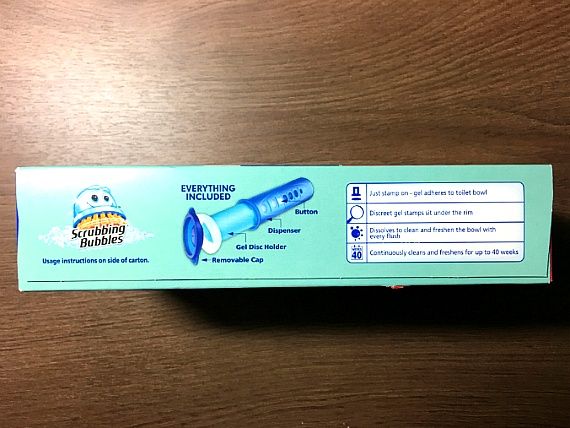 Scrubbing
Bubbles
Usage instructions on side of carton.
EVERYTHING
INCLUDED
Button
Dispenser
Gel Disc Holder
Removable Cap
Just stamp on - gel adheres to toilet bowl
Discreet gel stamps sit under the rim
Dissolves to clean and freshen the bowl with
every flush
40
Continuously cleans and freshens for up to 40 weeks